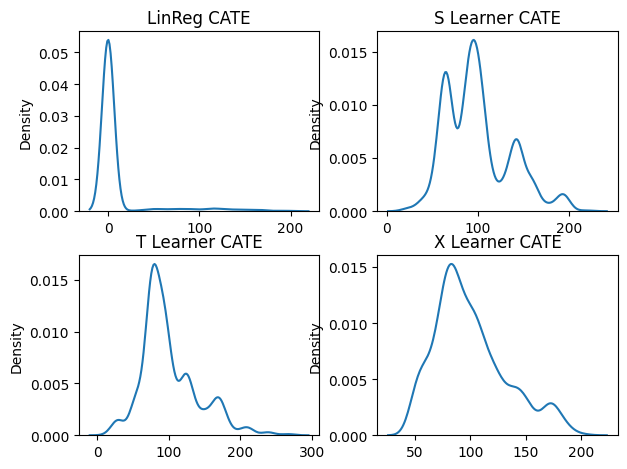 LinReg CATE
Density
0.05
0.04
0.03
0.02
0.01
0.00
0 100 200
S Learner CATE
Density
0.015
0.010
0.005
0.000
0 100 200
T Learner CATE
Density
0.015
0.010
0.005
0.000
0 100 200 300
X Learner CATE
Density
0.015
0.010
0.005
0.000
50 100 150 200